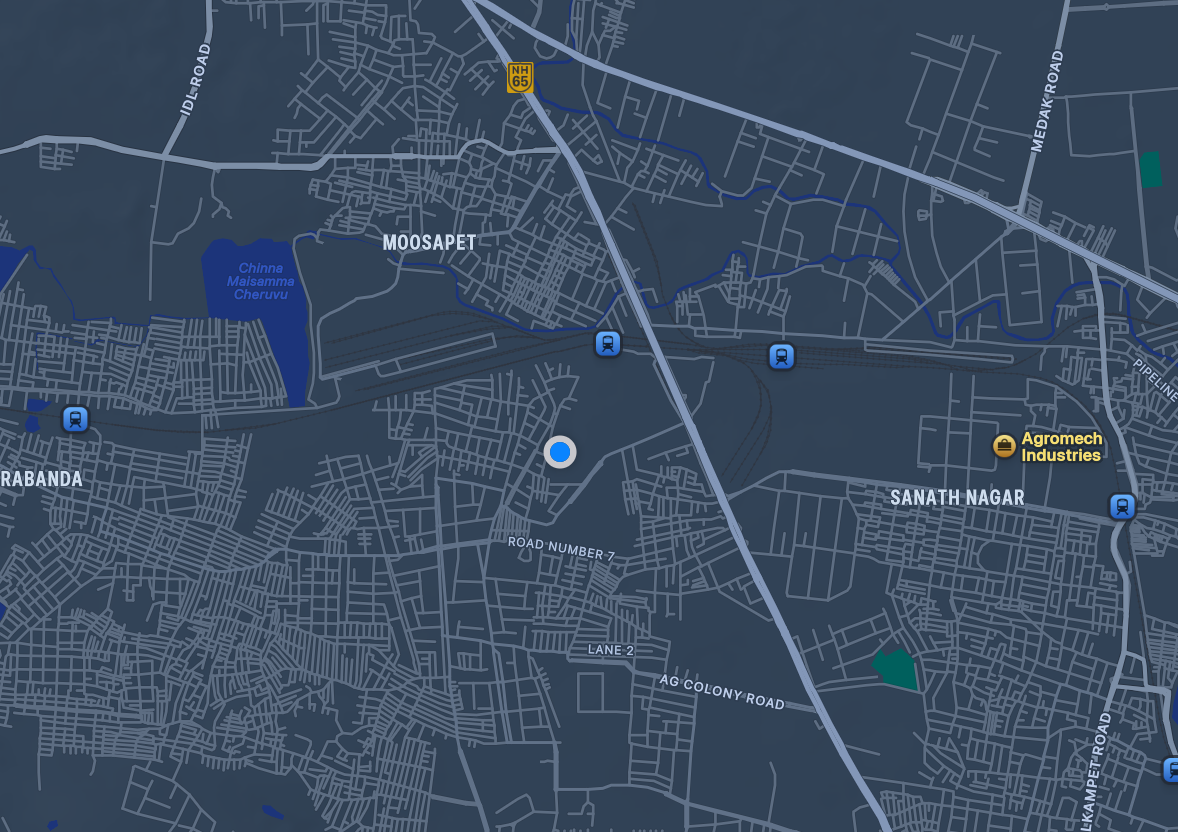 NH
65
IDL ROAD
MEDAK ROAD
MOOSAPET
Chinna
Maisamma
Cheruvu
PIPELINE
Agromech
Industries
RABANDA
SANATH NAGAR
ROAD NUMBER 7
LANE 2
AG COLONY ROAD
LKAMPET ROAD